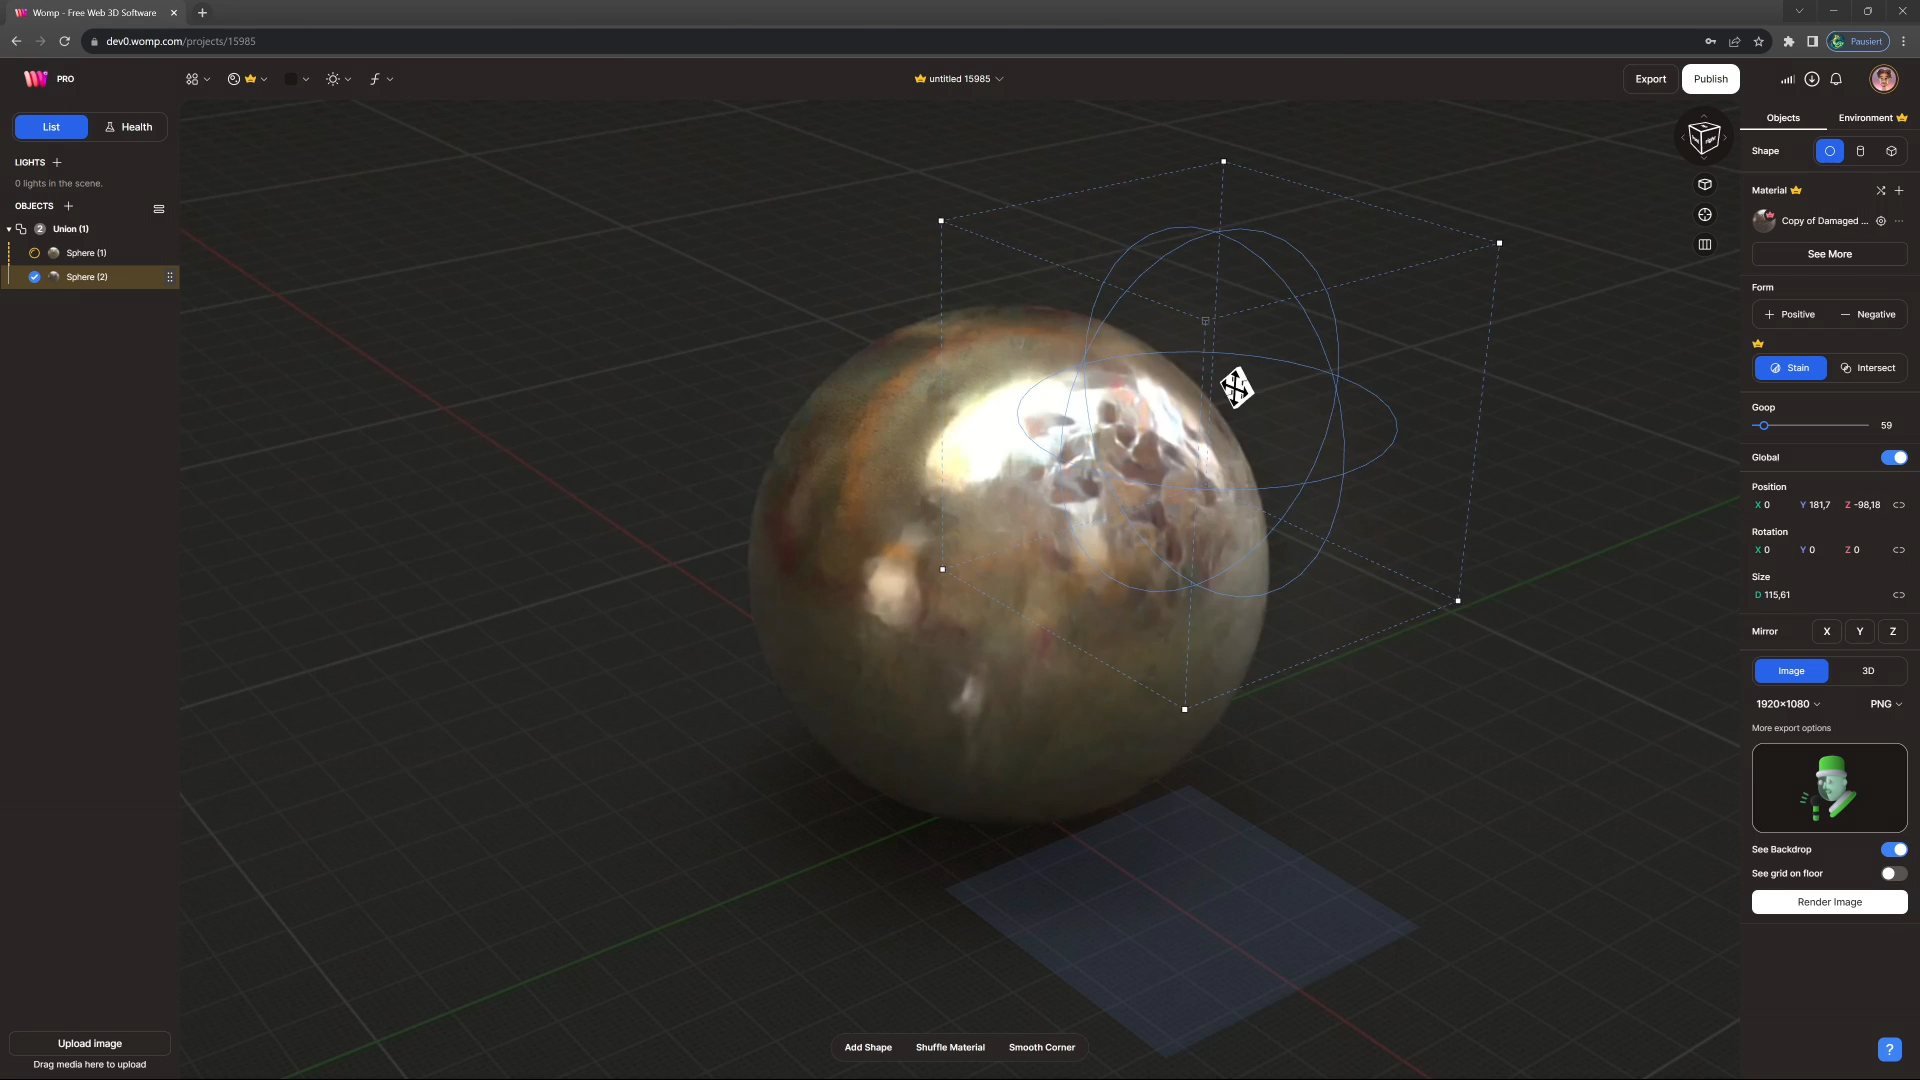 Womp - Free Web 3D Software
dev0.womp.com/projects/15985
Pausiert
PRO
untitled 15985
Export
Publish
List
Health
LIGHTS
0 lights in the scene.
OBJECTS
2 Union (1)
Sphere (1)
Sphere (2)
Upload image
Drag media here to upload
Add Shape
Shuffle Material
Smooth Corner
Objects
Environment
Shape
Material
Copy of Damaged ...
See More
Form
Positive
Negative
Stain
Intersect
Goop
59
Global
Position
X 0 Y 181,7 Z -98,18
Rotation
X 0 Y 0 Z 0
Size
D 115,61
Mirror X Y Z
Image
3D
1920×1080
PNG
More export options
See Backdrop
See grid on floor
Render Image
?